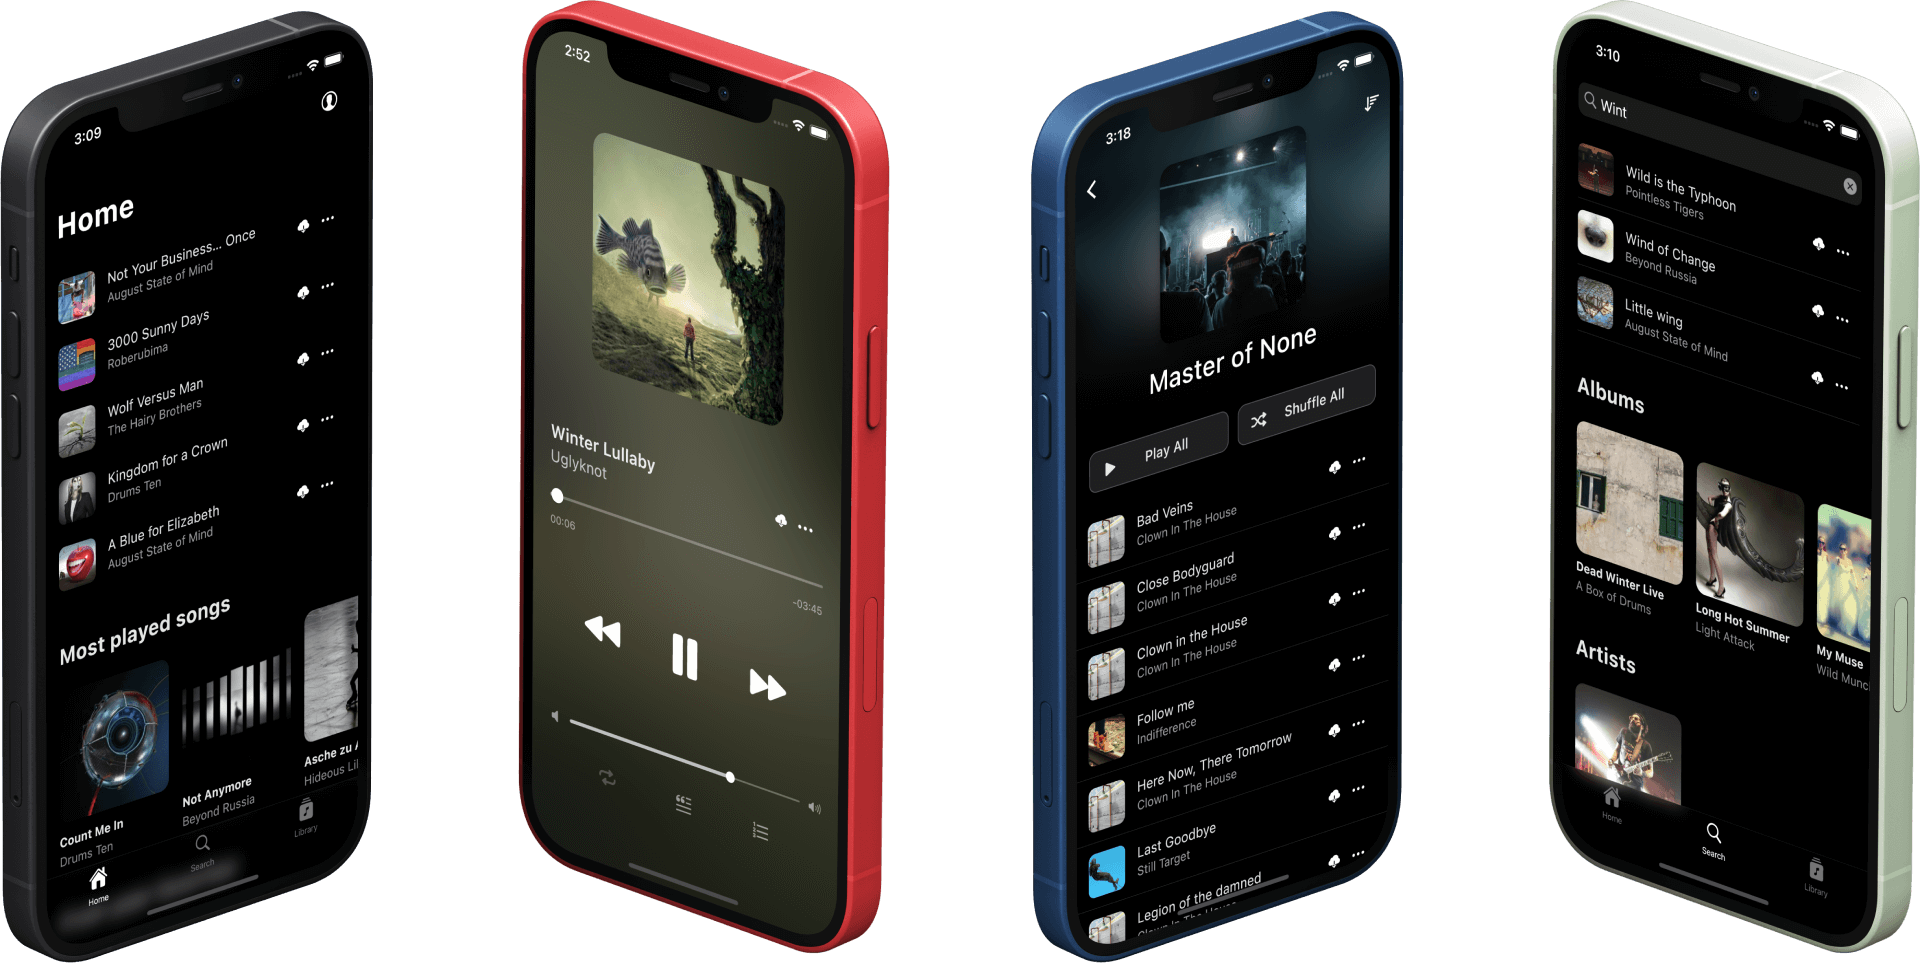 3:09
Home
Not Your Business... Once
August State of Mind
3000 Sunny Days
Roberubima
Wolf Versus Man
The Hairy Brothers
Kingdom for a Crown
Drums Ten
A Blue for Elizabeth
August State of Mind
Most played songs
Count Me In
Drums Ten
Not Anymore
Beyond Russia
Asche zu A
Hideous Lil
Home
Search
Library
2:52
Winter Lullaby
Uglyknot
00:06
-03:45
3:18
Master of None
Play All
Shuffle All
Bad Veins
Clown In The House
Close Bodyguard
Clown In The House
Clown in the House
Clown In The House
Follow me
Indifference
Here Now, There Tomorrow
Clown In The House
Last Goodbye
Still Target
Legion of the damned
Clown In The House
3:10
Wint
Wild is the Typhoon
Pointless Tigers
Wind of Change
Beyond Russia
Little wing
August State of Mind
Albums
Dead Winter Live
A Box of Drums
Long Hot Summer
Light Attack
My Muse
Wild Munc
Artists
Home
Search
Library